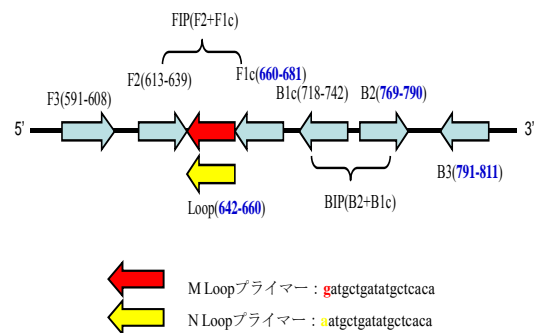 FIP(F2+F1c)
F2(613-639)
F1c(660-681)
F3(591-608)
B1c(718-742)
B2(769-790)
5'
3'
Loop(642-660)
BIP(B2+B1c)
B3(791-811)
M Loopプライマー：gatgctgatatgctcaca
N Loopプライマー：natgctgatatgctcaca